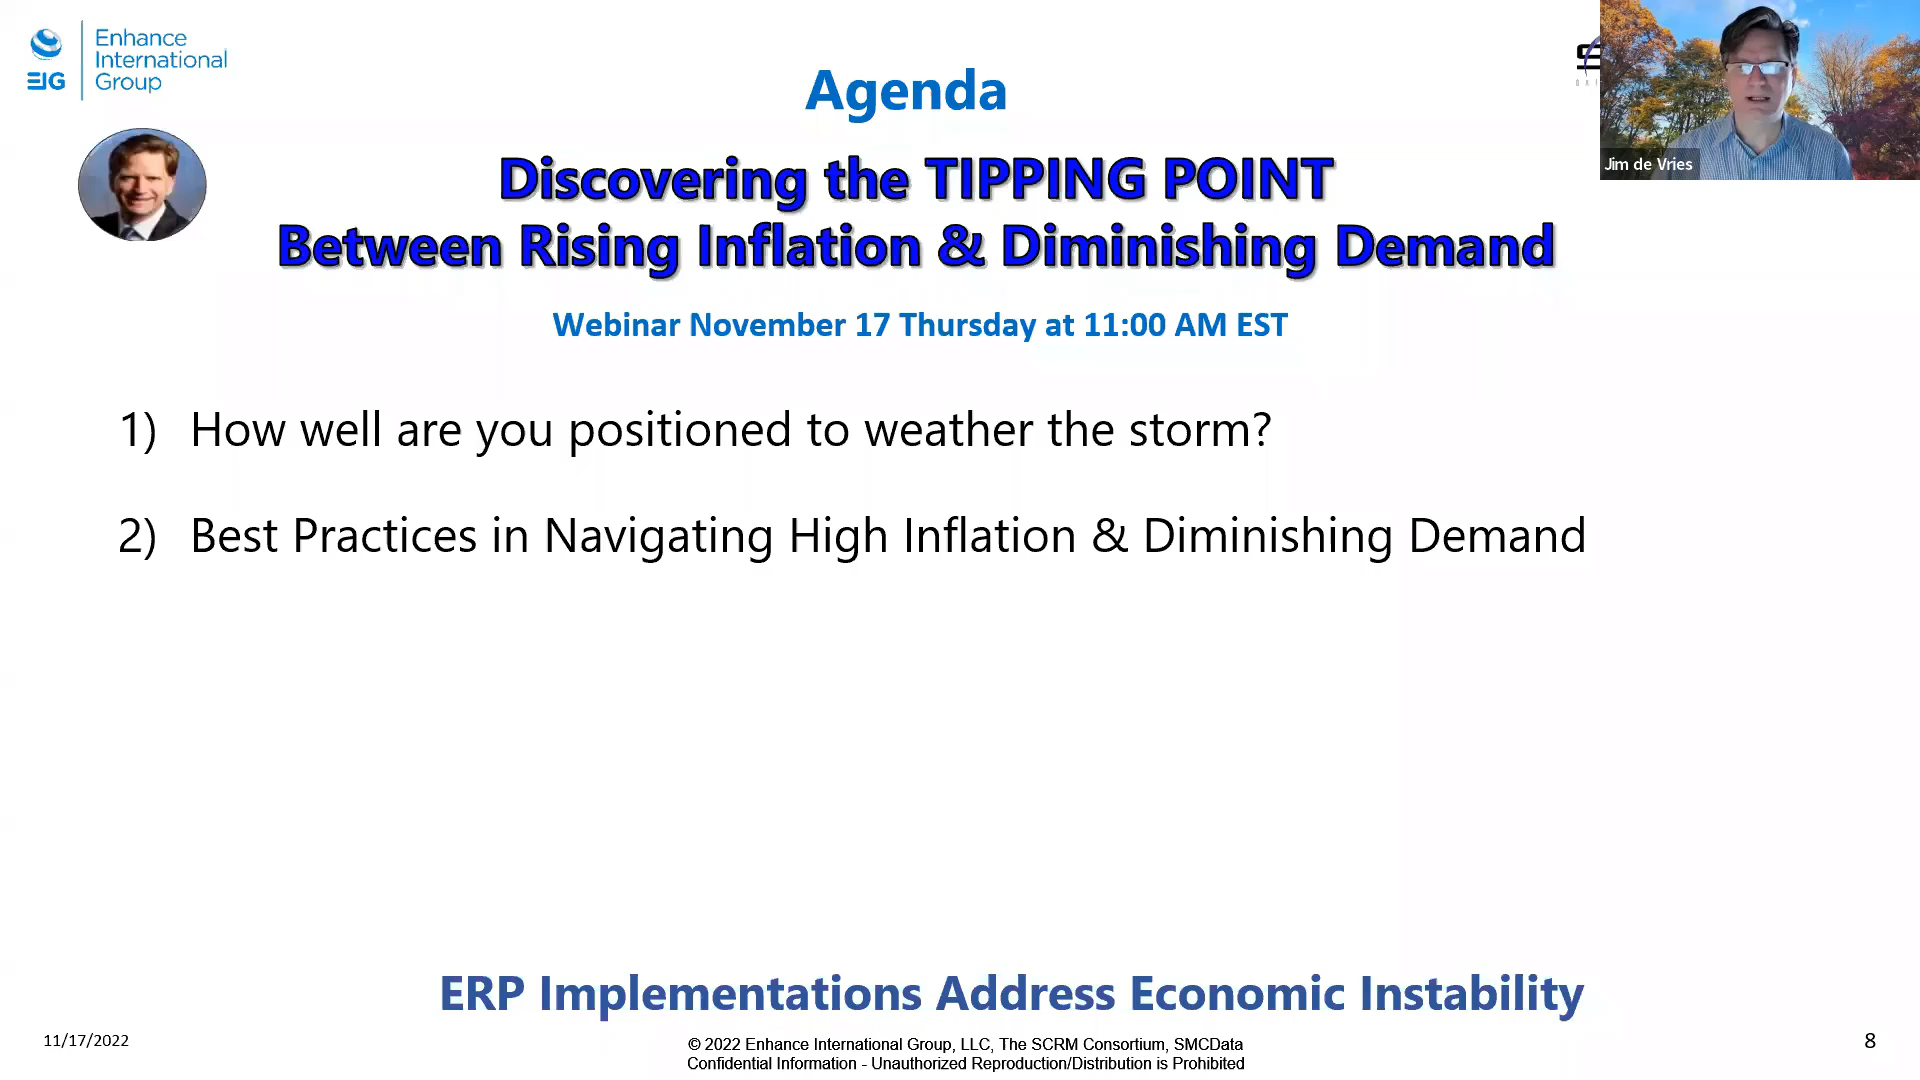 EIG
Enhance
International
Group
Agenda
Jim de Vries
Discovering the TIPPING POINT
Between Rising Inflation & Diminishing Demand
Webinar November 17 Thursday at 11:00 AM EST
1) How well are you positioned to weather the storm?
2) Best Practices in Navigating High Inflation & Diminishing Demand
ERP Implementations Address Economic Instability
11/17/2022
© 2022 Enhance International Group, LLC, The SCRM Consortium, SMCData
Confidential Information - Unauthorized Reproduction/Distribution is Prohibited
8